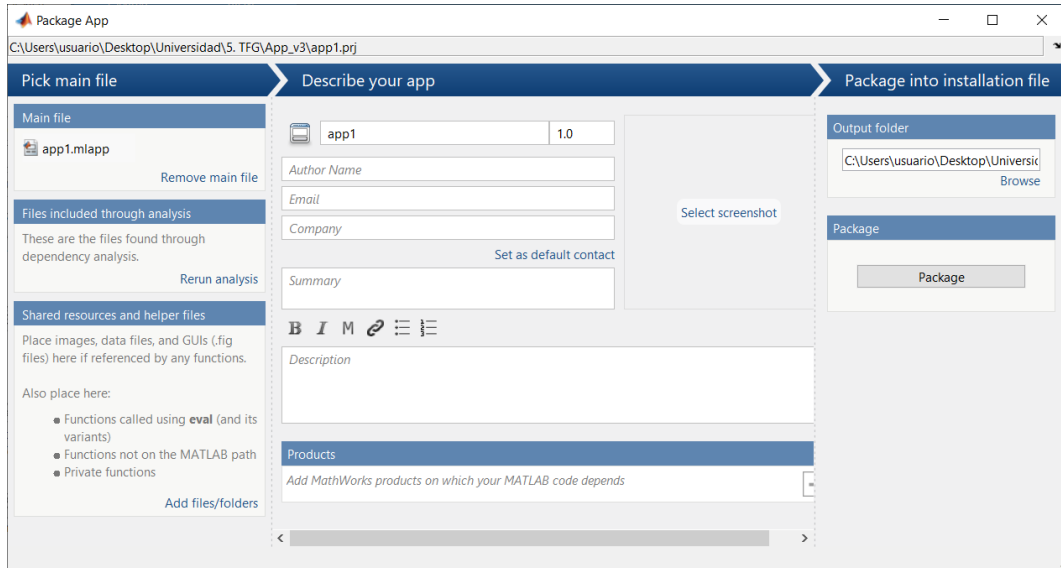 Package App
C:\Users\usuario\Desktop\Universidad\5. TFG\App_v3\app1.prj
Pick main file
Describe your app
Package into installation file
Main file
app1.mlapp
Remove main file
Files included through analysis
These are the files found through
dependency analysis.
Rerun analysis
Shared resources and helper files
Place images, data files, and GUIs (.fig
files) here if referenced by any functions.
Also place here:
Functions called using eval (and its
variants)
Functions not on the MATLAB path
Private functions
Add files/folders
app1
1.0
Author Name
Email
Company
Set as default contact
Summary
B I M
Description
Select screenshot
Products
Add MathWorks products on which your MATLAB code depends
Output folder
C:\Users\usuario\Desktop\Universi
Browse
Package
Package